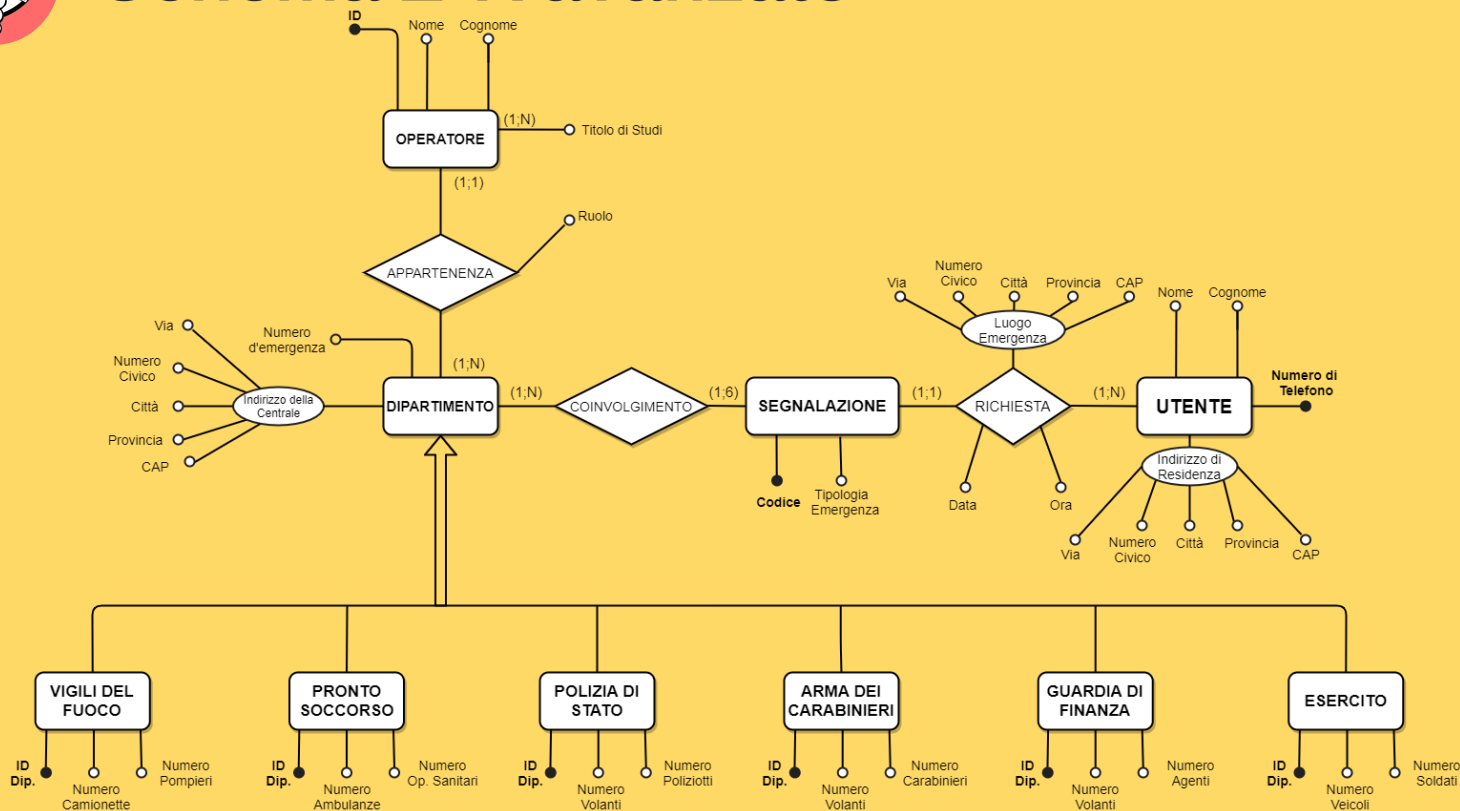 ID
Nome
Cognome
OPERATORE
(1;N)
Titolo di Studi
(1;1)
Ruolo
APPARTENENZA
Via
Numero
Civico
Città
Provincia
CAP
Nome
Cognome
Luogo
Emergenza
Via
Numero
d'emergenza
Numero
Civico
(1;N)
Indirizzo della
Centrale
Città
Provincia
CAP
DIPARTIMENTO
(1;N)
COINVOLGIMENTO
(1;6)
SEGNALAZIONE
(1;1)
RICHIESTA
(1;N)
UTENTE
Numero di
Telefono
Indirizzo di
Residenza
Codice
Tipologia
Emergenza
Data
Ora
Via
Numero
Civico
Città
Provincia
CAP
VIGILI DEL
FUOCO
PRONTO
SOCCORSO
POLIZIA DI
STATO
ARMA DEI
CARABINIERI
GUARDIA DI
FINANZA
ESERCITO
ID
Dip.
Numero
Camionette
Numero
Pompieri
ID
Dip.
Numero
Ambulanze
Numero
Op. Sanitari
ID
Dip.
Numero
Volanti
Numero
Poliziotti
ID
Dip.
Numero
Volanti
Numero
Carabinieri
ID
Dip.
Numero
Volanti
Numero
Agenti
ID
Dip.
Numero
Veicoli
Numero
Soldati